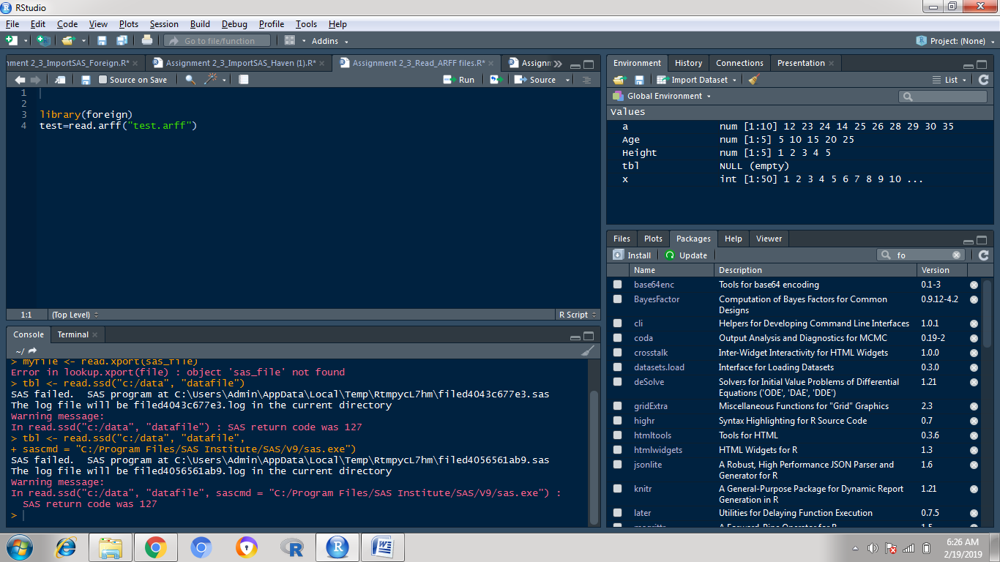 RStudio
File Edit Code View Plots Session Build Debug Profile Tools Help
Go to file/function Addins Project: (None)
nment 2_3_ImportSAS_Foreign.R* Assignment 2_3_ImportSAS_Haven (1).R* Assignment 2_3_Read_ARFF files.R* Assignm
Source on Save Run Source
1
2
3 library(foreign)
4 test=read.arff("test.arff")
1:1 (Top Level) R Script
Console Terminal
~/
> myfile <- read.xport(sas_file)
Error in lookup.xport(file) : object 'sas_file' not found
> tbl <- read.ssd("c:/data", "datafile")
SAS failed. SAS program at C:\Users\Admin\AppData\Local\Temp\RtmpycL7hm\filed4043c677e3.sas
The log file will be filed4043c677e3.log in the current directory
Warning message:
In read.ssd("c:/data", "datafile") : SAS return code was 127
> tbl <- read.ssd("c:/data", "datafile",
+ sascmd = "C:/Program Files/SAS Institute/SAS/V9/sas.exe")
SAS failed. SAS program at C:\Users\Admin\AppData\Local\Temp\RtmpycL7hm\filed4056561ab9.sas
The log file will be filed4056561ab9.log in the current directory
Warning message:
In read.ssd("c:/data", "datafile", sascmd = "C:/Program Files/SAS Institute/SAS/V9/sas.exe") :
SAS return code was 127
>
Environment History Connections Presentation
Import Dataset List
Global Environment
Values
a num [1:10] 12 23 24 14 25 26 28 29 30 35
Age num [1:5] 5 10 15 20 25
Height num [1:5] 1 2 3 4 5
tbl NULL (empty)
x int [1:50] 1 2 3 4 5 6 7 8 9 10 ...
Files Plots Packages Help Viewer
Install Update fo
Name Description Version
base64enc Tools for base64 encoding 0.1-3
BayesFactor Computation of Bayes Factors for Common 0.9.12-4.2
Designs
cli Helpers for Developing Command Line Interfaces 1.0.1
coda Output Analysis and Diagnostics for MCMC 0.19-2
crosstalk Inter-Widget Interactivity for HTML Widgets 1.0.0
datasets.load Interface for Loading Datasets 0.3.0
deSolve Solvers for Initial Value Problems of Differential 1.21
Equations ('ODE', 'DAE', 'DDE')
gridExtra Miscellaneous Functions for "Grid" Graphics 2.3
highr Syntax Highlighting for R Source Code 0.7
htmltools Tools for HTML 0.3.6
htmlwidgets HTML Widgets for R 1.3
jsonlite A Robust, High Performance JSON Parser and 1.6
Generator for R
knitr A General-Purpose Package for Dynamic Report 1.21
Generation in R
later Utilities for Delaying Function Execution 0.7.5
magrittr A Forward-Pipe Operator for R 1.5
6:26 AM
2/19/2019